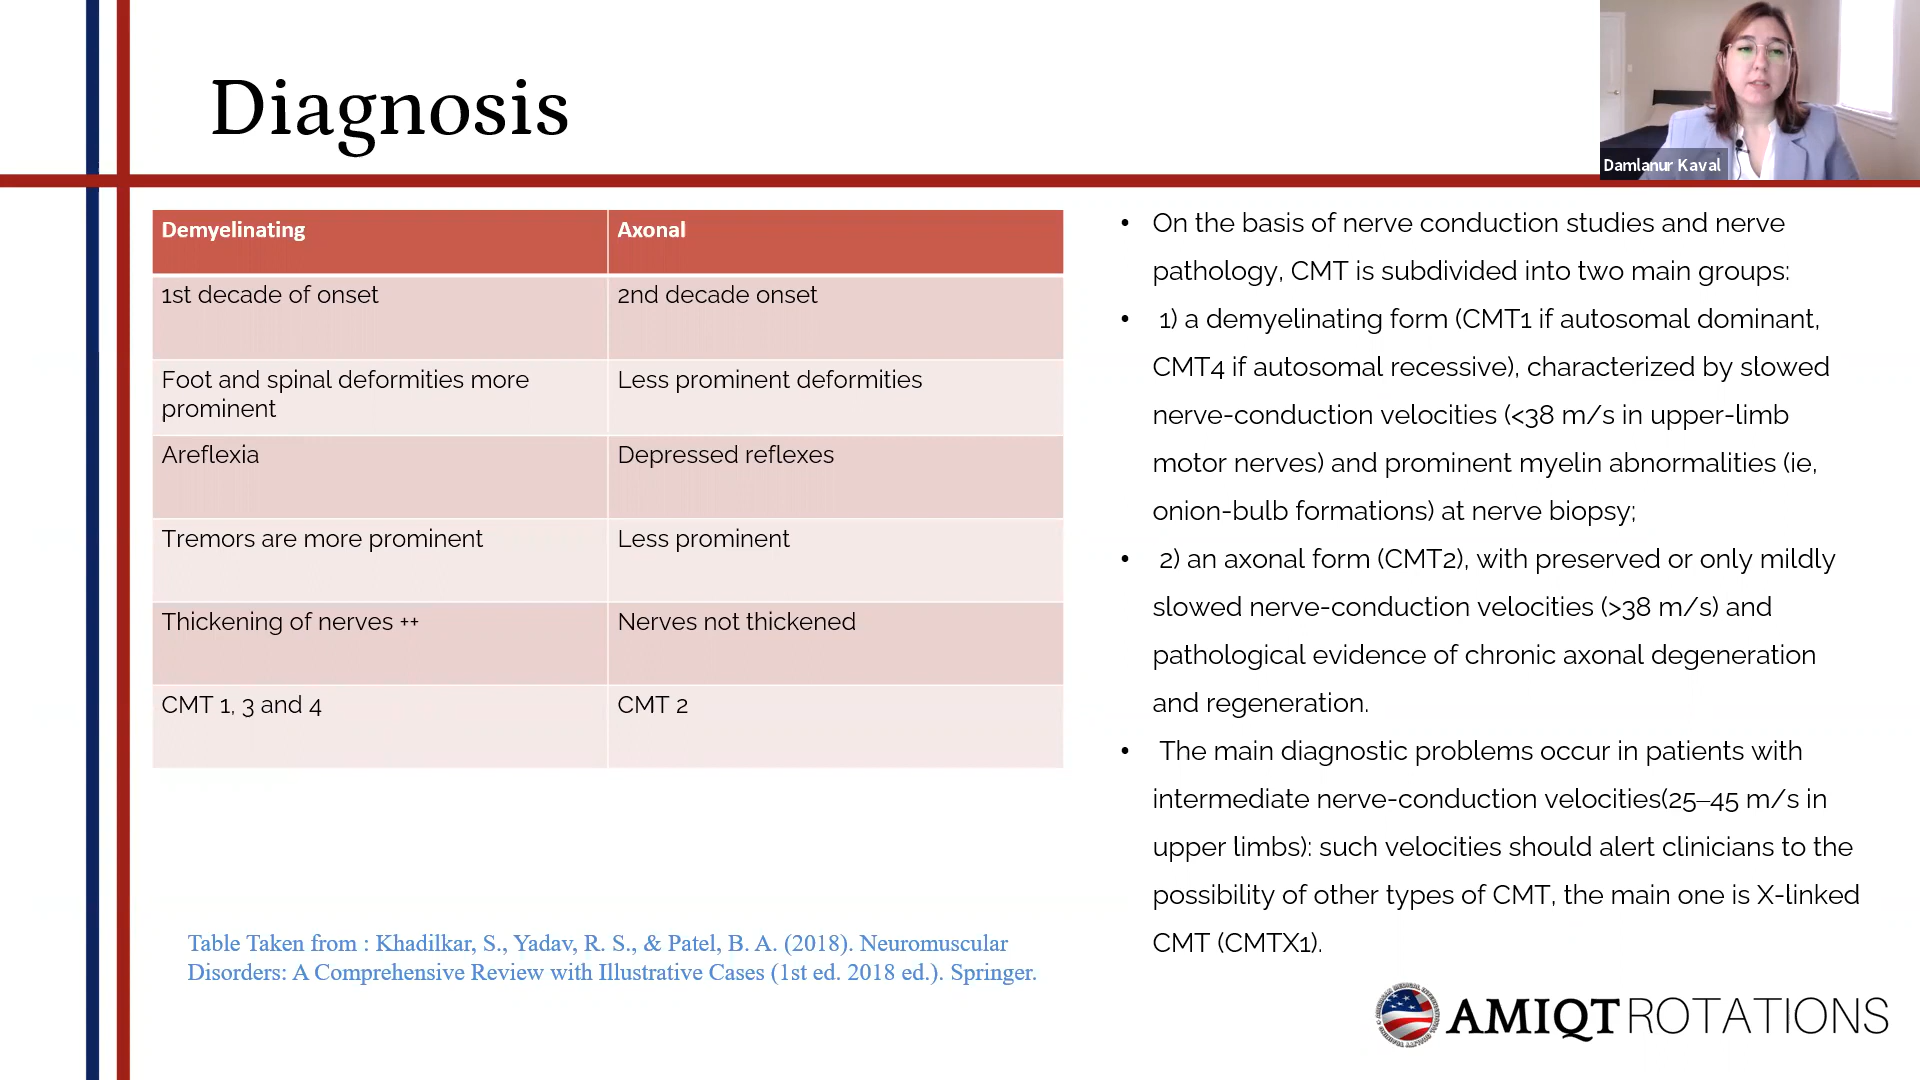 Diagnosis
Damlanur Kaval
Demyelinating
Axonal
1st decade of onset
2nd decade onset
Foot and spinal deformities more
prominent
Less prominent deformities
Areflexia
Depressed reflexes
Tremors are more prominent
Less prominent
Thickening of nerves ++
Nerves not thickened
CMT 1, 3 and 4
CMT 2
Table Taken from : Khadilkar, S., Yadav, R. S., & Patel, B. A. (2018). Neuromuscular
Disorders: A Comprehensive Review with Illustrative Cases (1st ed. 2018 ed.). Springer.
• On the basis of nerve conduction studies and nerve
pathology, CMT is subdivided into two main groups:
• 1) a demyelinating form (CMT1 if autosomal dominant,
CMT4 if autosomal recessive), characterized by slowed
nerve-conduction velocities (<38 m/s in upper-limb
motor nerves) and prominent myelin abnormalities (ie,
onion-bulb formations) at nerve biopsy;
• 2) an axonal form (CMT2), with preserved or only mildly
slowed nerve-conduction velocities (>38 m/s) and
pathological evidence of chronic axonal degeneration
and regeneration.
• The main diagnostic problems occur in patients with
intermediate nerve-conduction velocities(25–45 m/s in
upper limbs): such velocities should alert clinicians to the
possibility of other types of CMT, the main one is X-linked
CMT (CMTX1).
AMIQT ROTATIONS